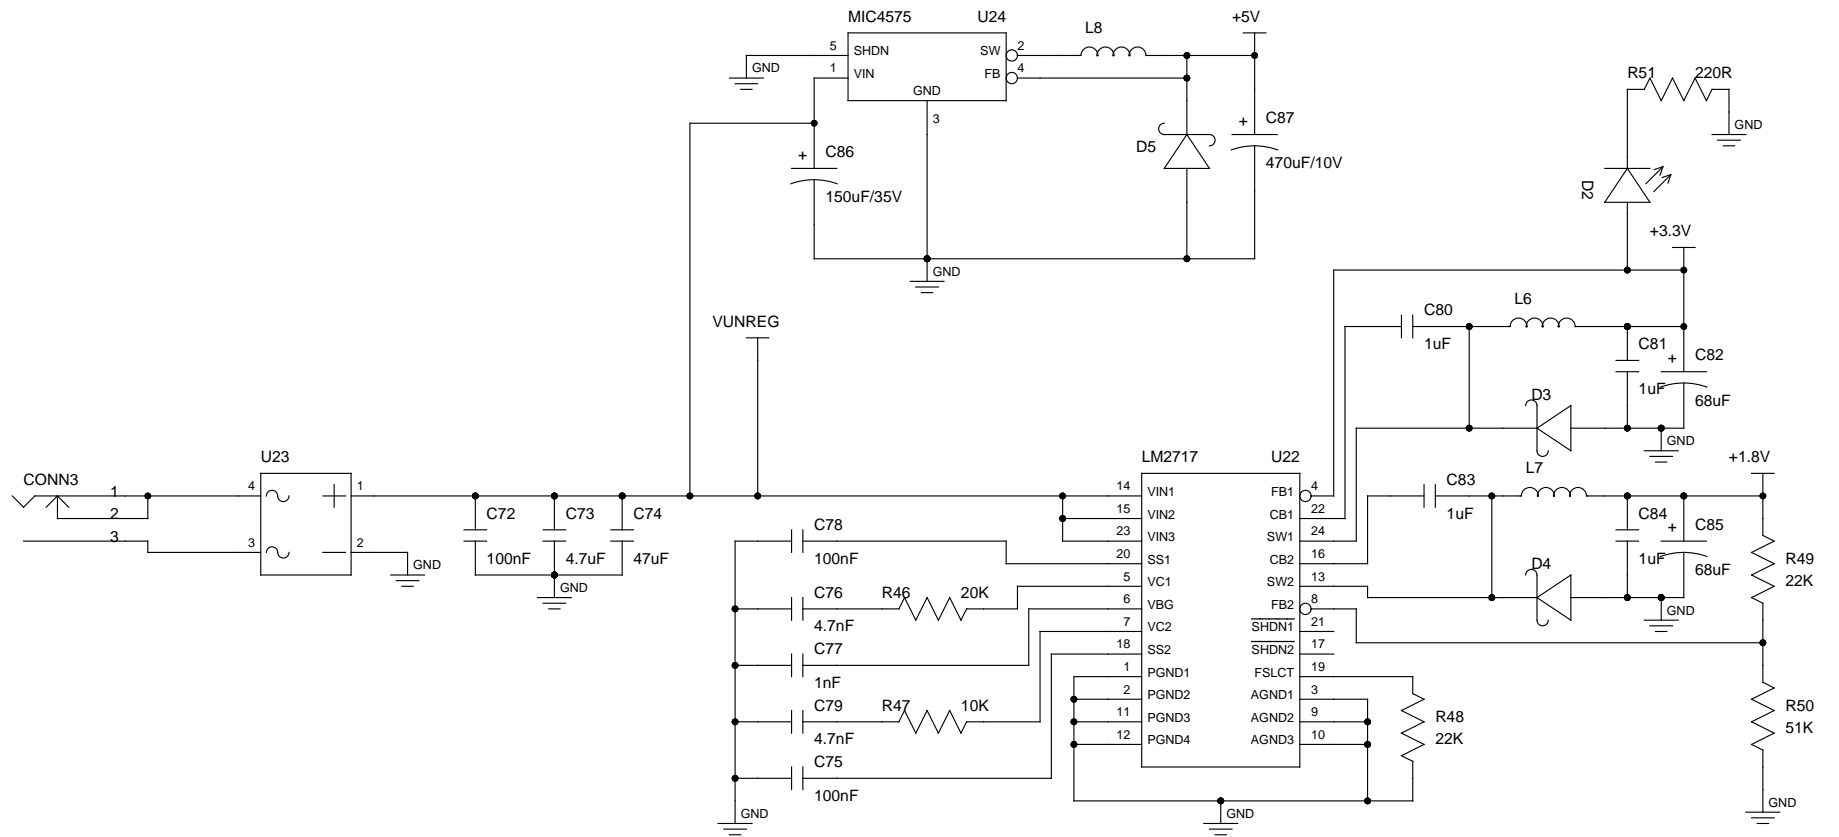 MIC4575 U24
5 SHDN SW 2
1 VIN FB 4
GND
3
GND
L8
+5V
+ C86
150uF/35V
D5
+ C87
470uF/10V
GND
R51 220R
GND
D2
+3.3V
VUNREG
C80
1uF
L6
C81
1uF
+ C82
68uF
D3
GND
CONN3
1
2
3
U23
4 1
3 2
GND
C72
100nF
C73
4.7uF
C74
47uF
GND
C78
100nF
C76
4.7nF
R46 20K
C77
1nF
C79
4.7nF
R47 10K
C75
100nF
GND
LM2717 U22
14 VIN1 FB1 4
15 VIN2 CB1 22
23 VIN3 SW1 24
20 SS1 CB2 16
5 VC1 SW2 13
6 VBG FB2 8
7 VC2 SHDN1 21
18 SS2 SHDN2 17
1 PGND1 FSLCT 19
2 PGND2 AGND1 3
11 PGND3 AGND2 9
12 PGND4 AGND3 10
GND
R48
22K
+1.8V
C83
1uF
L7
C84
1uF
+ C85
68uF
D4
GND
R49
22K
R50
51K
GND